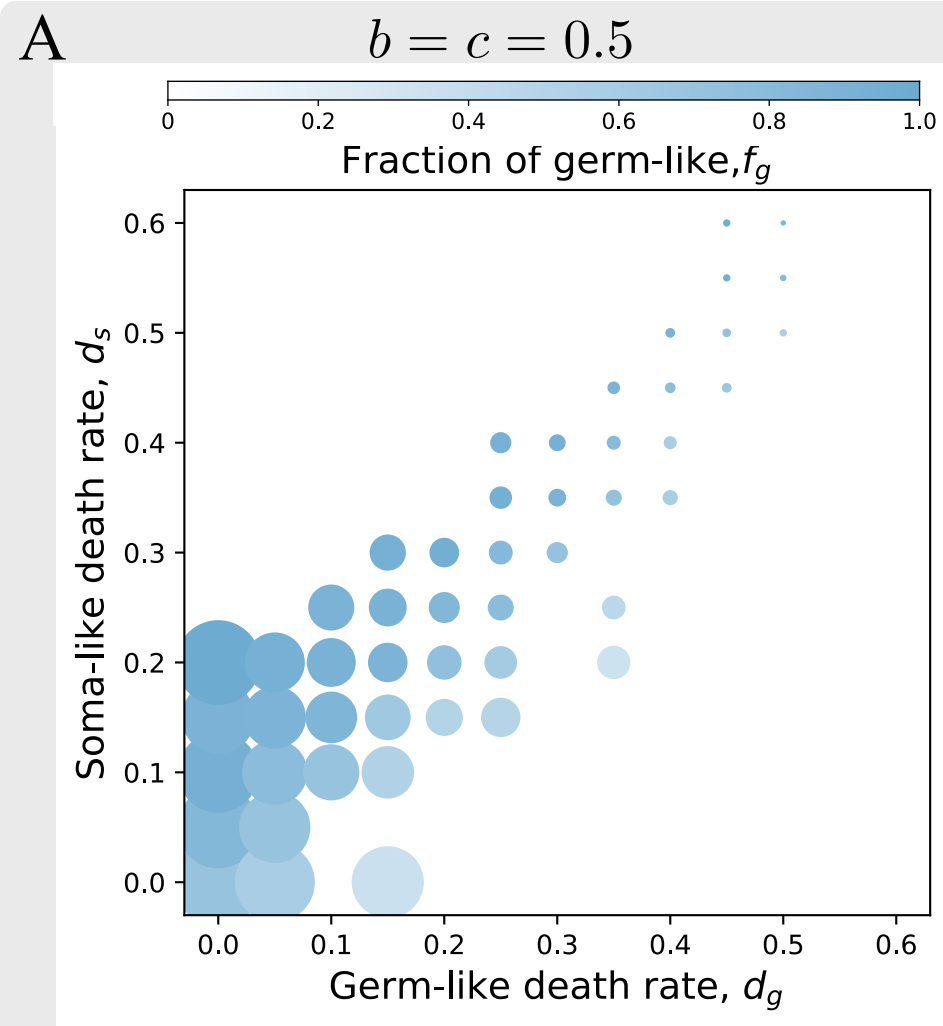 A
b = c = 0.5
0 0.2 0.4 0.6 0.8 1.0
Fraction of germ-like,f_g
0.6
0.5
0.4
0.3
0.2
0.1
0.0
Soma-like death rate, d_s
0.0 0.1 0.2 0.3 0.4 0.5 0.6
Germ-like death rate, d_g